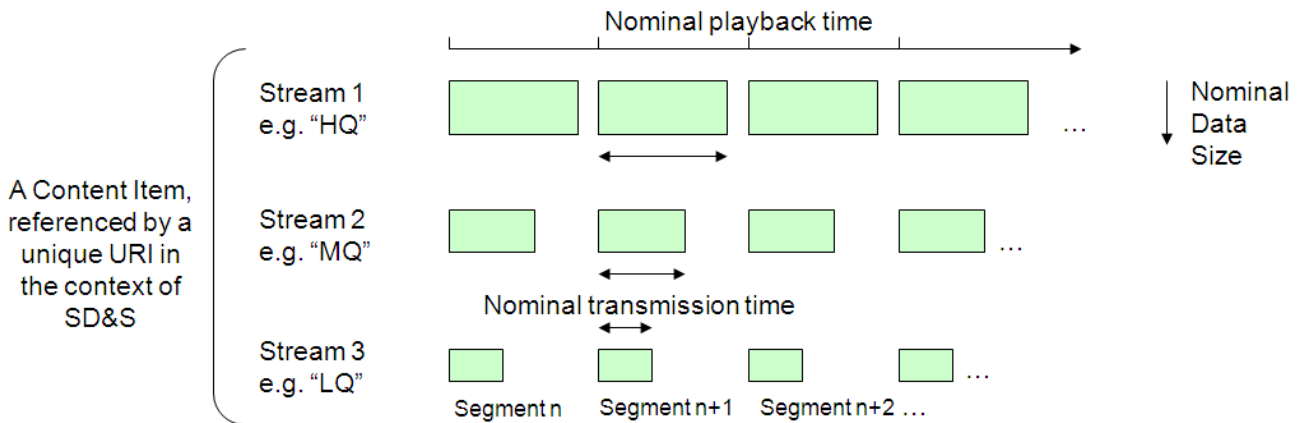 Nominal playback time
Stream 1
e.g. “HQ”
…
Nominal
Data
Size
A Content Item,
referenced by a
unique URI in
the context of
SD&S
Stream 2
e.g. “MQ”
…
Nominal transmission time
Stream 3
e.g. “LQ”
…
Segment n
Segment n+1
Segment n+2 …